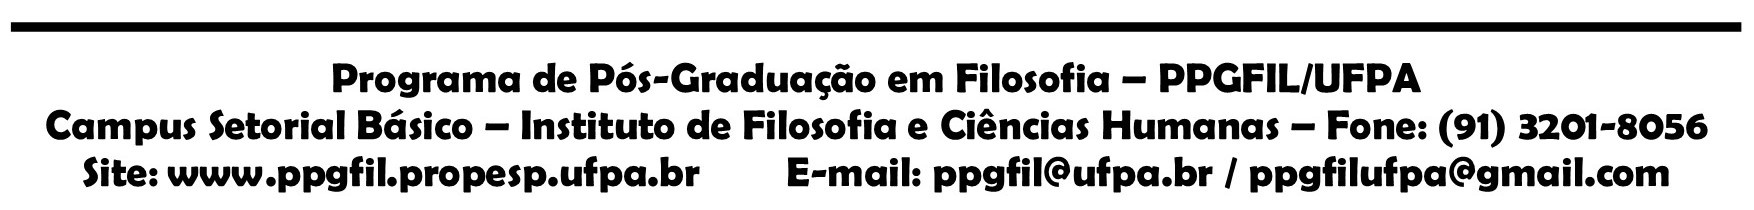 Programa de Pós-Graduação em Filosofia – PPGFIL/UFPA
Campus Setorial Básico – Instituto de Filosofia e Ciências Humanas – Fone: (91) 3201-8056
Site: www.ppgfil.propesp.ufpa.br E-mail: ppgfil@ufpa.br / ppgfilufpa@gmail.com